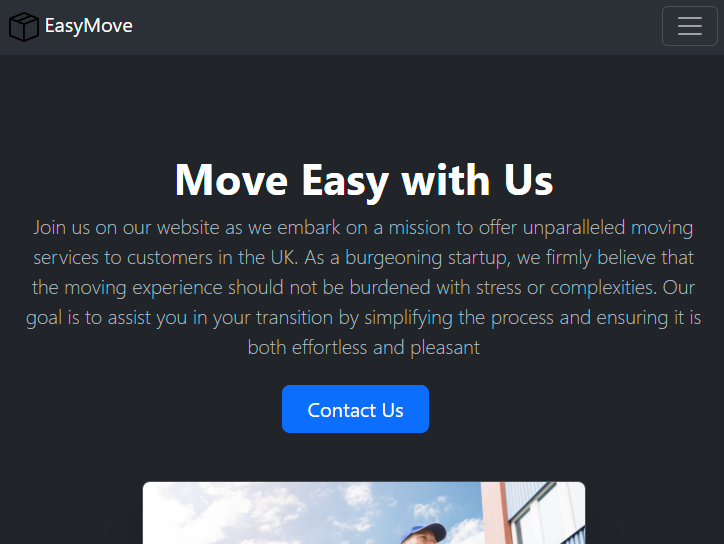 EasyMove
Move Easy with Us
Join us on our website as we embark on a mission to offer unparalleled moving
services to customers in the UK. As a burgeoning startup, we firmly believe that
the moving experience should not be burdened with stress or complexities. Our
goal is to assist you in your transition by simplifying the process and ensuring it is
both effortless and pleasant
Contact Us